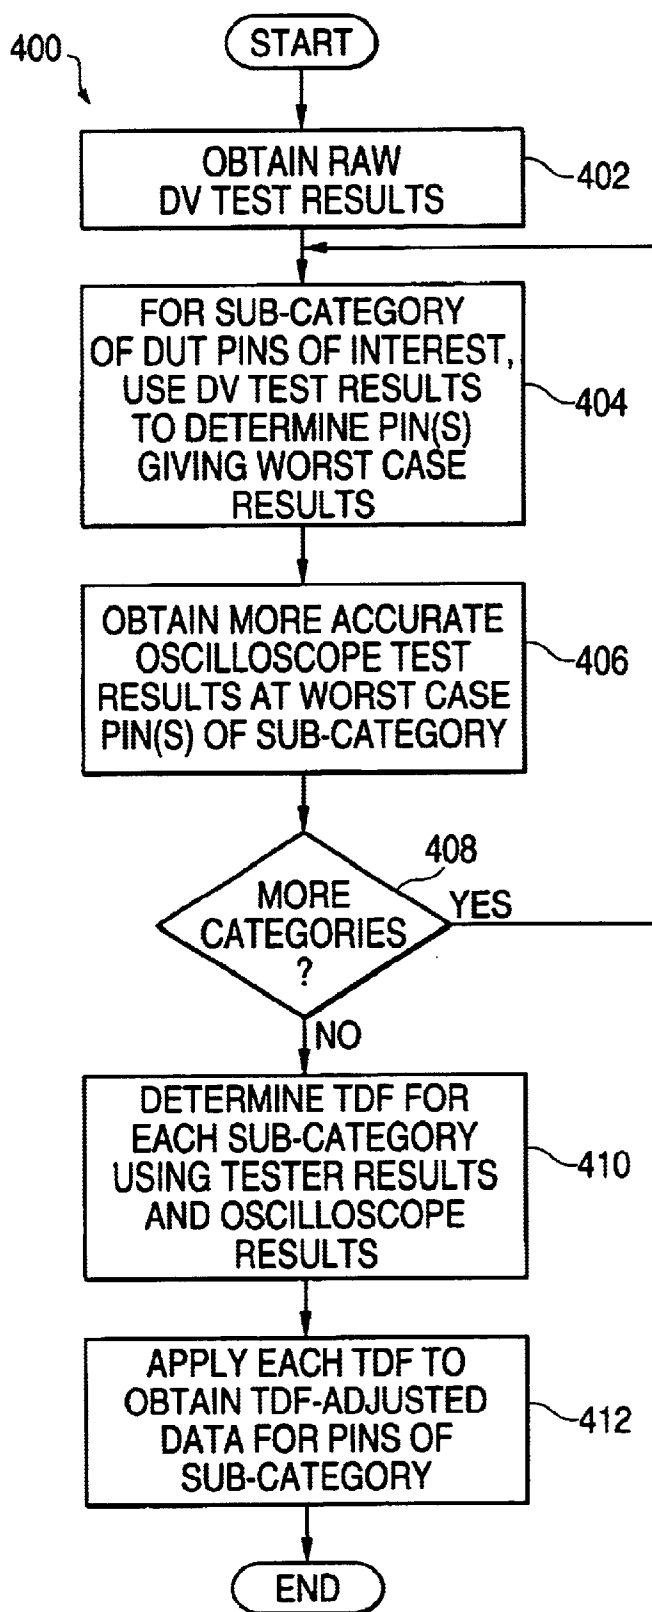 START
400
OBTAIN RAW
DV TEST RESULTS
402
FOR SUB-CATEGORY
OF DUT PINS OF INTEREST,
USE DV TEST RESULTS
TO DETERMINE PIN(S)
GIVING WORST CASE
RESULTS
404
OBTAIN MORE ACCURATE
OSCILLOSCOPE TEST
RESULTS AT WORST CASE
PIN(S) OF SUB-CATEGORY
406
408
MORE
CATEGORIES
?
YES
NO
DETERMINE TDF FOR
EACH SUB-CATEGORY
USING TESTER RESULTS
AND OSCILLOSCOPE
RESULTS
410
APPLY EACH TDF TO
OBTAIN TDF-ADJUSTED
DATA FOR PINS OF
SUB-CATEGORY
412
END